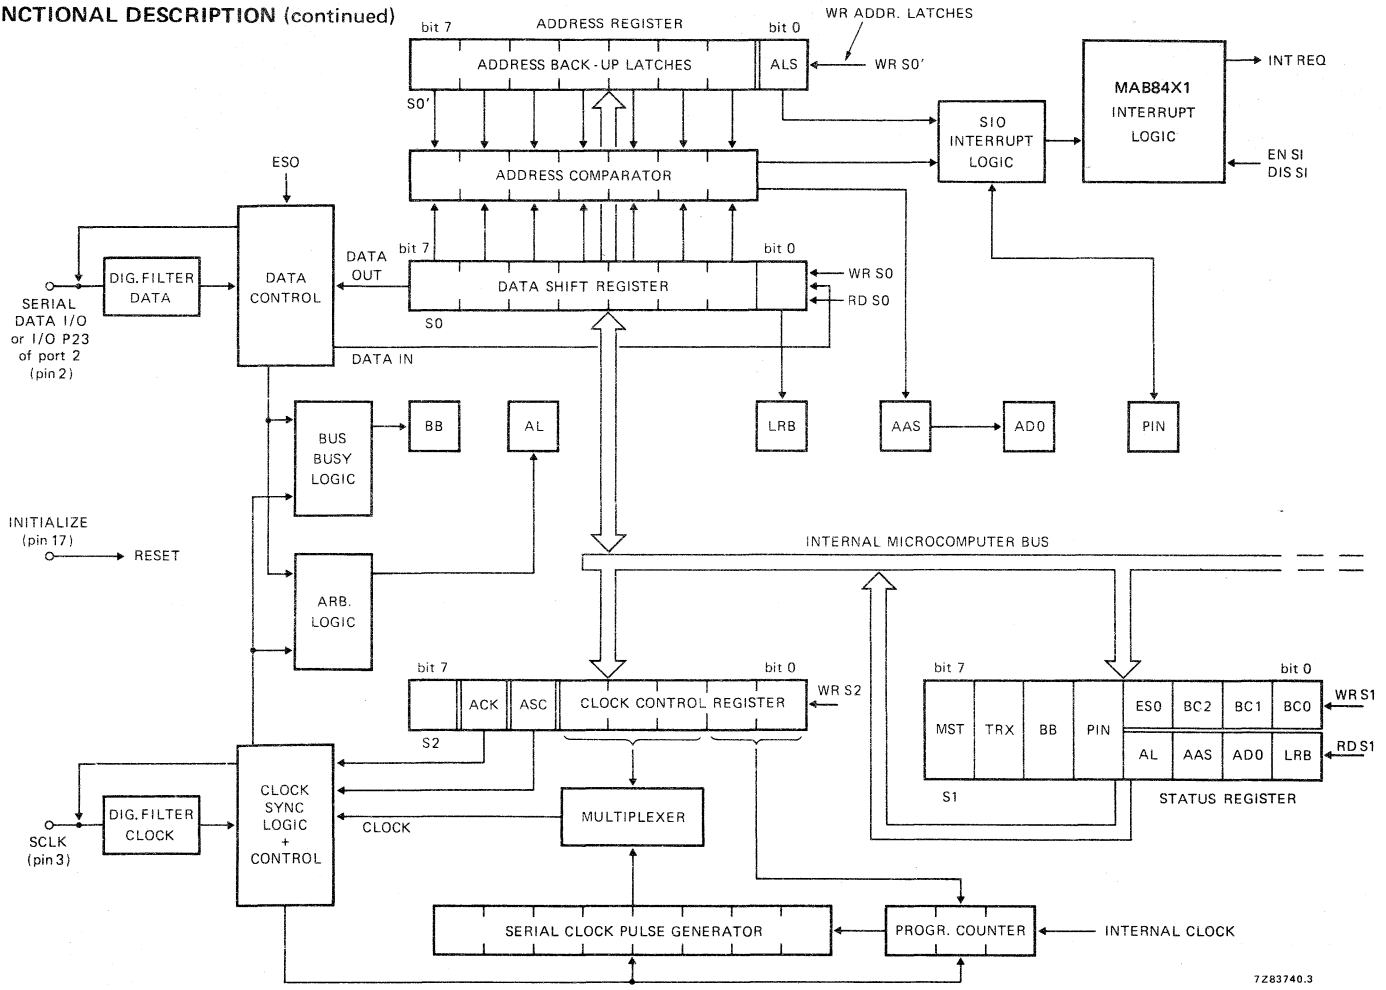 NCTIONAL DESCRIPTION (continued)
bit 7
ADDRESS REGISTER
bit 0
WR ADDR. LATCHES
ADDRESS BACK-UP LATCHES
ALS
WR S0'
S0'
MAB84X1
INTERRUPT
LOGIC
INT REQ
EN SI
DIS SI
SIO
INTERRUPT
LOGIC
ADDRESS COMPARATOR
ESO
bit 7
bit 0
DATA
OUT
DATA SHIFT REGISTER
WR S0
RD S0
S0
DATA IN
DIG. FILTER
DATA
DATA
CONTROL
SERIAL
DATA I/O
or I/O P23
of port 2
(pin 2)
BUS
BUSY
LOGIC
BB
AL
LRB
AAS
AD0
PIN
INITIALIZE
(pin 17)
RESET
ARB.
LOGIC
INTERNAL MICROCOMPUTER BUS
bit 7
bit 0
ACK
ASC
CLOCK CONTROL REGISTER
WR S2
S2
bit 7
bit 0
MST
TRX
BB
PIN
ES0
BC2
BC1
BC0
WR S1
AL
AAS
AD0
LRB
RD S1
S1
STATUS REGISTER
DIG. FILTER
CLOCK
SCLK
(pin 3)
CLOCK
SYNC
LOGIC
+
CONTROL
CLOCK
MULTIPLEXER
SERIAL CLOCK PULSE GENERATOR
PROGR. COUNTER
INTERNAL CLOCK
7Z83740.3